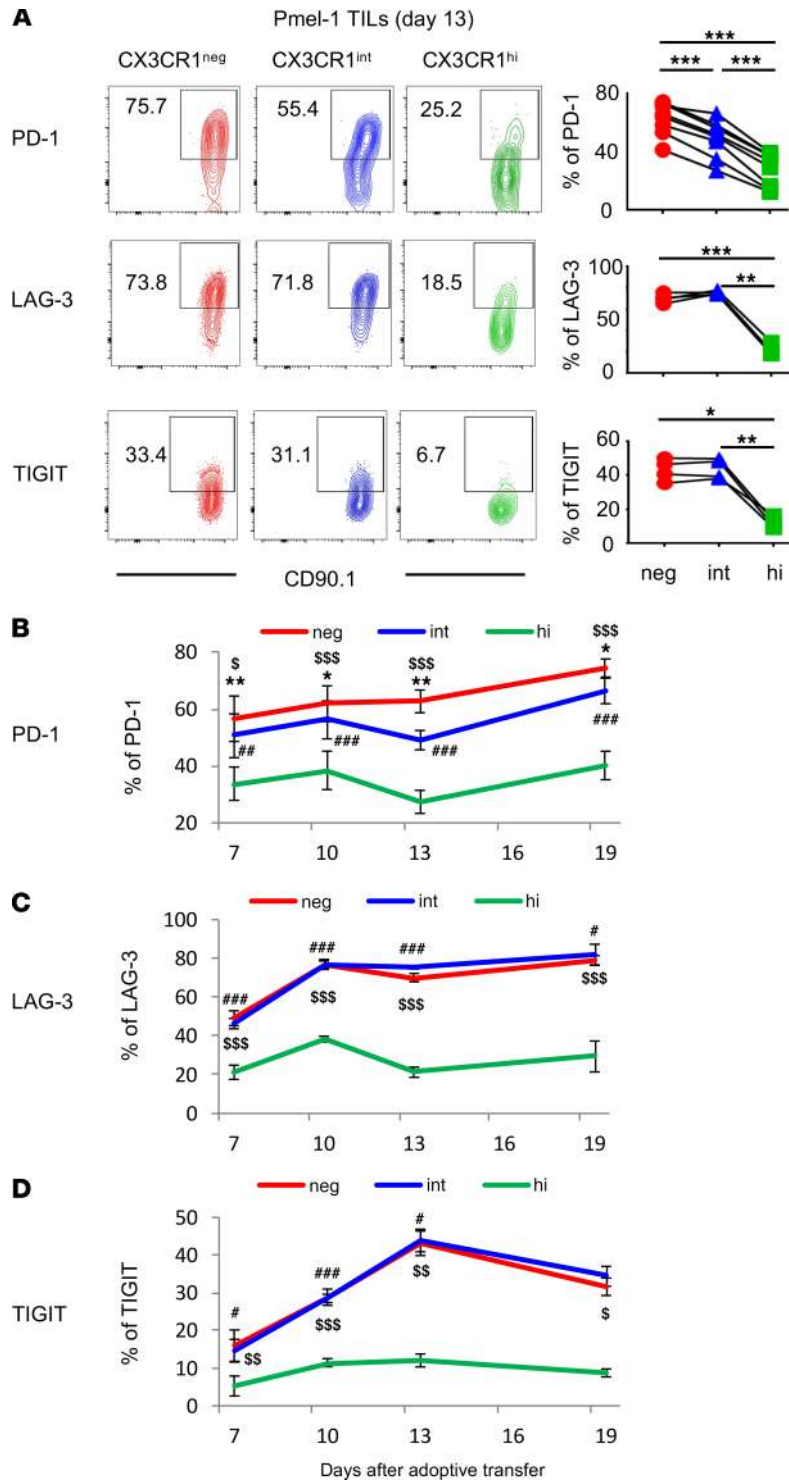 A
Pmel-1 TILs (day 13)
CX3CR1neg CX3CR1int CX3CR1hi
***
*** ***
PD-1
75.7 55.4 25.2
% of PD-1
80
40
0
LAG-3
73.8 71.8 18.5
***
**
% of LAG-3
100
50
0
TIGIT
33.4 31.1 6.7
*
**
% of TIGIT
60
40
20
0
neg int hi
CD90.1
B
neg int hi
PD-1
% of PD-1
80
60
40
20
$ $$$ $$$ $$$
** * ** *
## ### ### ###
7 10 13 16 19
C
neg int hi
LAG-3
% of LAG-3
100
80
60
40
20
0
### ### ### #
$$$ $$$ $$$ $$$
7 10 13 16 19
D
neg int hi
TIGIT
% of TIGIT
50
40
30
20
10
0
# ### #
$$ $$$ $$ $
7 10 13 16 19
Days after adoptive transfer